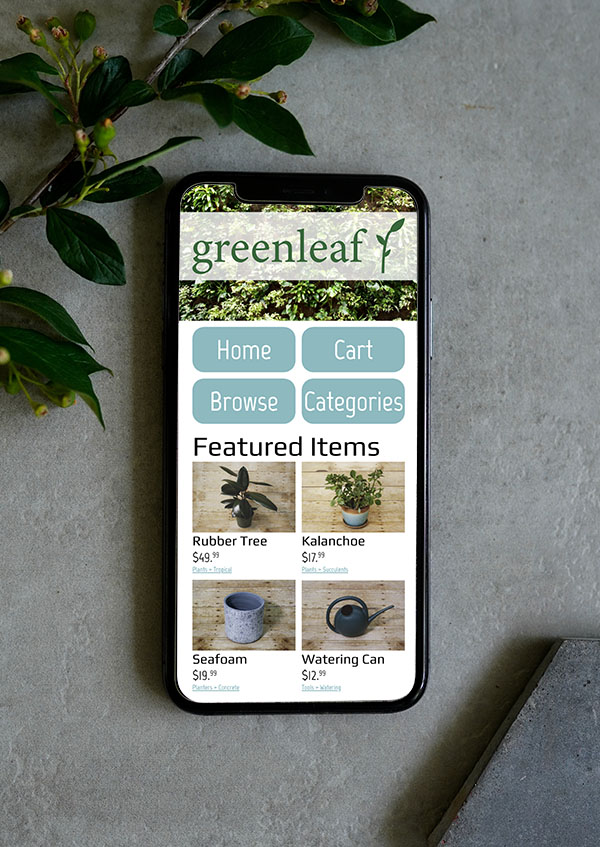 greenleaf
Home Cart
Browse Categories
Featured Items
Rubber Tree Kalanchoe
$49.99 $17.99
Plants + Tropical Plants + Succulents
Seafoam Watering Can
$19.99 $12.99
Planters + Concrete Tools + Watering